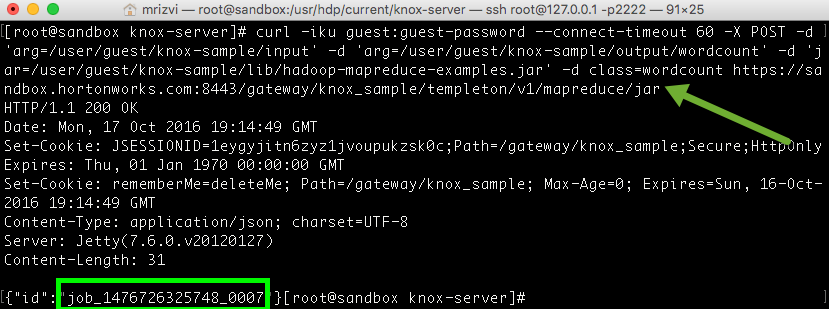 mrizvi — root@sandbox:/usr/hdp/current/knox-server — ssh root@127.0.0.1 -p2222 — 91×25
[[root@sandbox knox-server]# curl -iku guest:guest-password --connect-timeout 60 -X POST -d
'arg=/user/guest/knox-sample/input' -d 'arg=/user/guest/knox-sample/output/wordcount' -d 'j
ar=/user/guest/knox-sample/lib/hadoop-mapreduce-examples.jar' -d class=wordcount https://sa
ndbox.hortonworks.com:8443/gateway/knox_sample/templeton/v1/mapreduce/jar
HTTP/1.1 200 OK
Date: Mon, 17 Oct 2016 19:14:49 GMT
Set-Cookie: JSESSIONID=1eygyjitn6zyz1jvoupukzsk0c;Path=/gateway/knox_sample;Secure;HttpOnly
Expires: Thu, 01 Jan 1970 00:00:00 GMT
Set-Cookie: rememberMe=deleteMe; Path=/gateway/knox_sample; Max-Age=0; Expires=Sun, 16-Oct-
2016 19:14:49 GMT
Content-Type: application/json; charset=UTF-8
Server: Jetty(7.6.0.v20120127)
Content-Length: 31

[{"id":"job_1476726325748_0007"}[root@sandbox knox-server]#